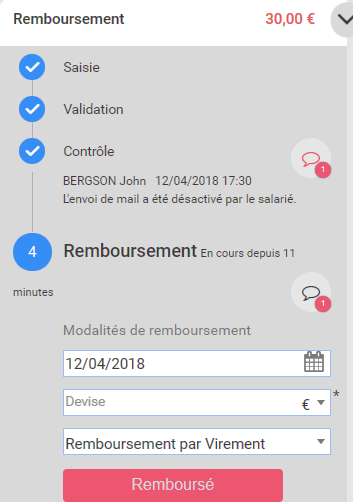 Remboursement 30,00 €
Saisie
Validation
Contrôle
1
BERGSON John 12/04/2018 17:30
L'envoi de mail a été désactivé par le salarié.
4 Remboursement En cours depuis 11
minutes
1
Modalités de remboursement
12/04/2018
Devise € *
Remboursement par Virement
Remboursé